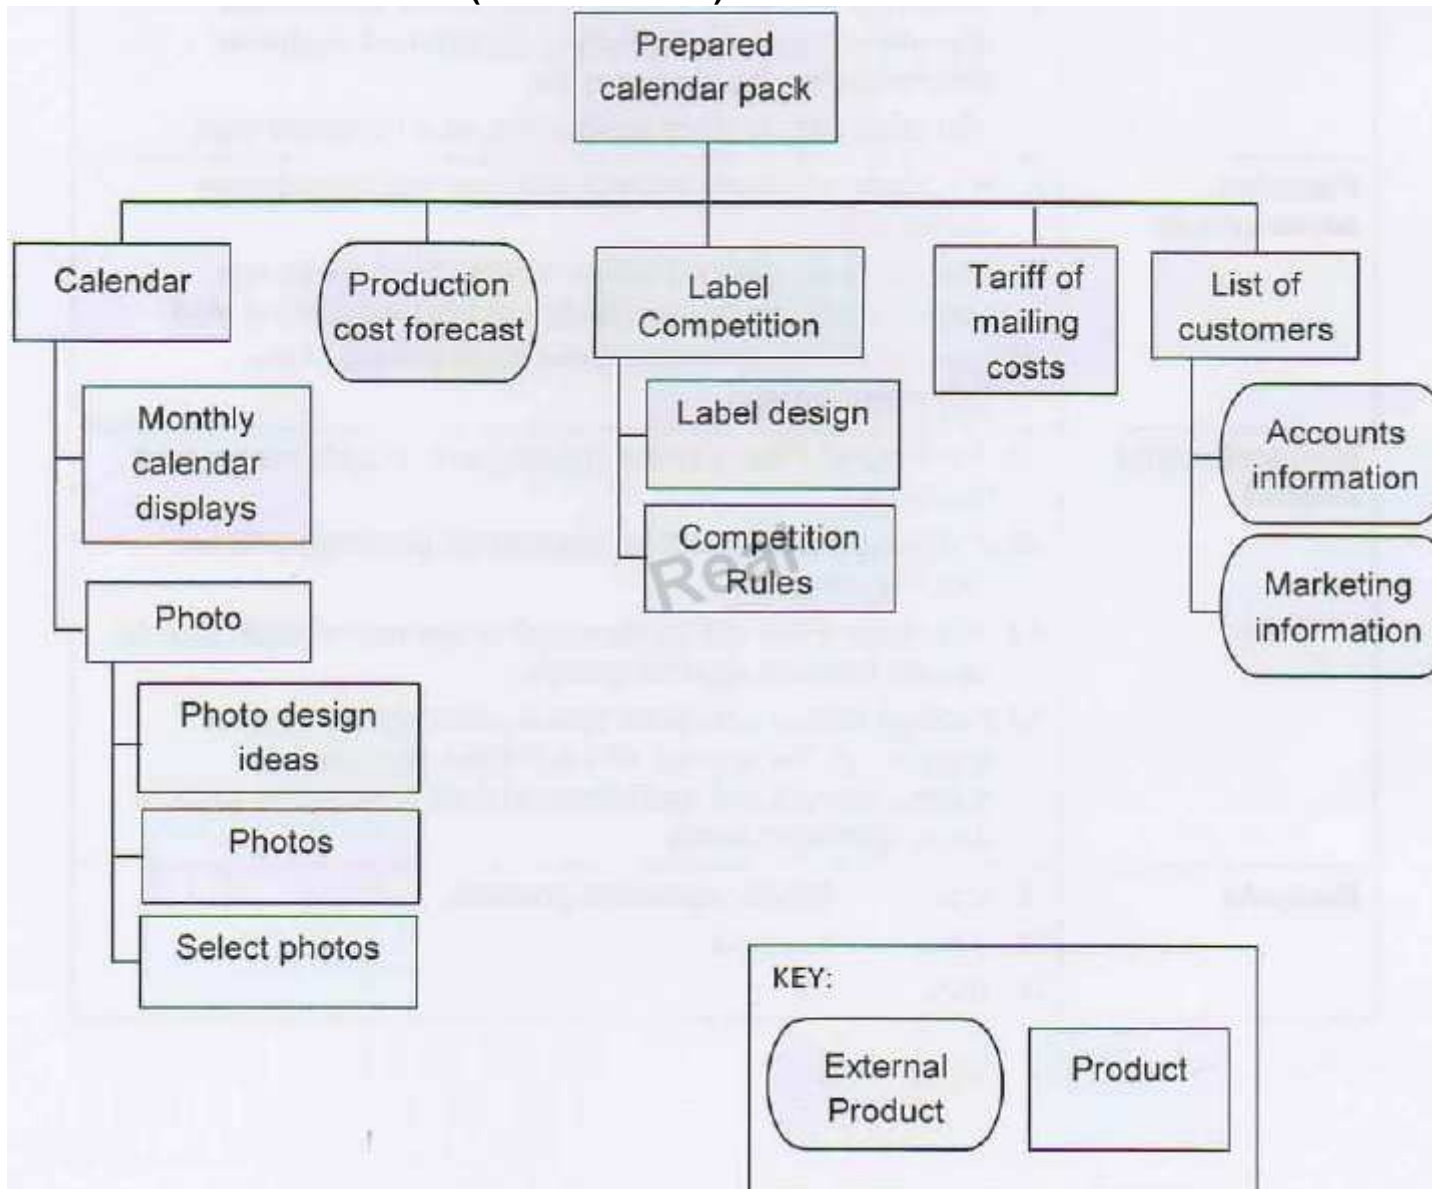 Prepared
calendar pack
Calendar
Production
cost forecast
Label
Competition
Tariff of
mailing
costs
List of
customers
Monthly
calendar
displays
Label design
Accounts
information
Competition
Rules
Real
Marketing
information
Photo
Photo design
ideas
Photos
Select photos
KEY:
External
Product
Product